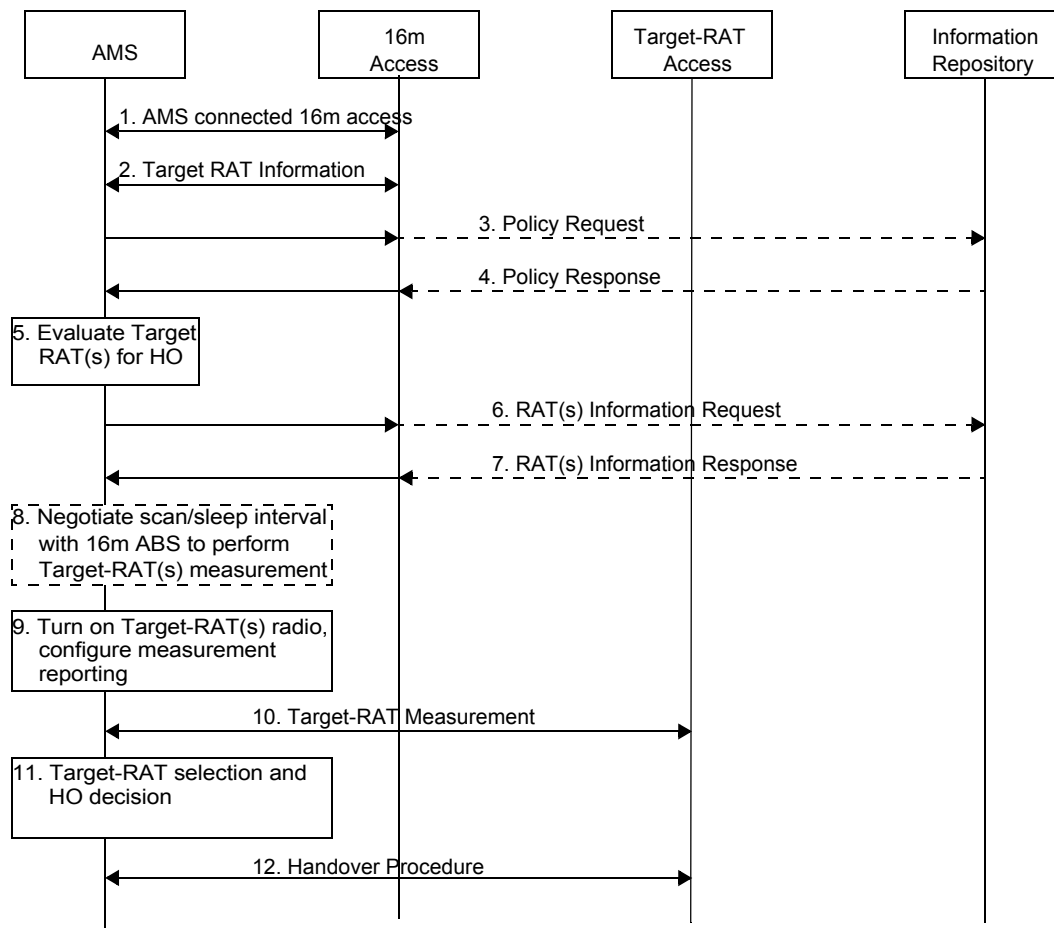 AMS
16m
Access
Target-RAT
Access
Information
Repository
1. AMS connected 16m access
2. Target RAT Information
3. Policy Request
4. Policy Response
5. Evaluate Target
RAT(s) for HO
6. RAT(s) Information Request
7. RAT(s) Information Response
8. Negotiate scan/sleep interval
with 16m ABS to perform
Target-RAT(s) measurement
9. Turn on Target-RAT(s) radio,
configure measurement
reporting
10. Target-RAT Measurement
11. Target-RAT selection and
HO decision
12. Handover Procedure